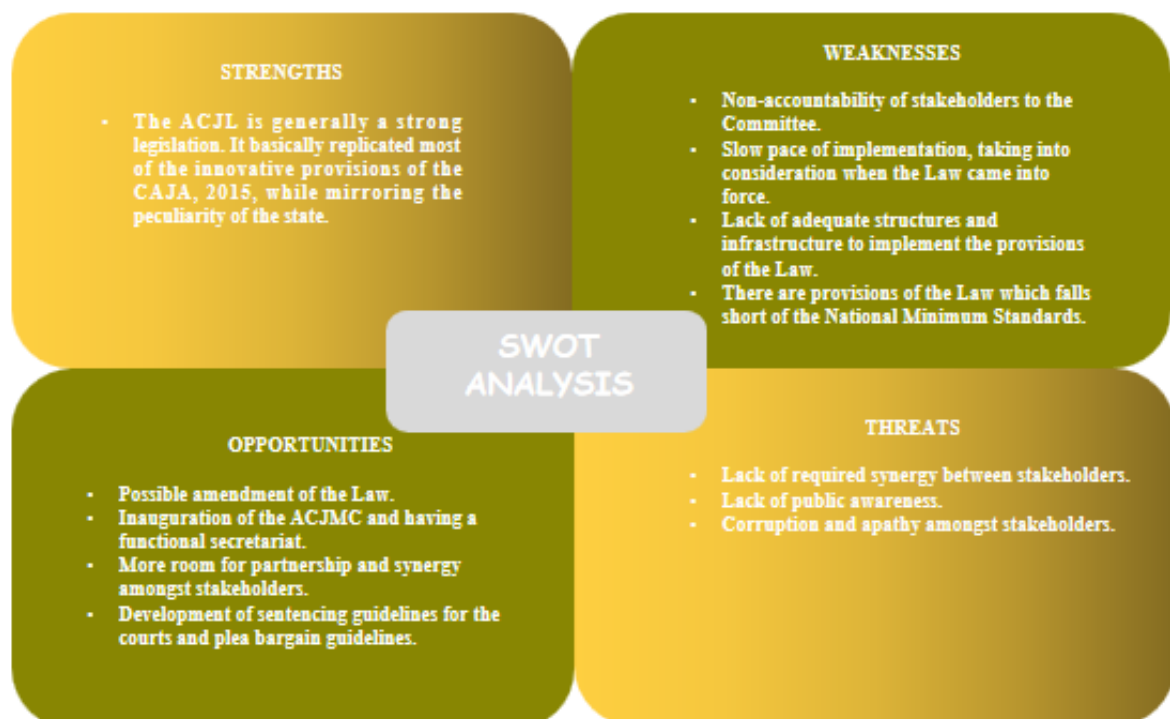 STRENGTHS
▪ The ACJL is generally a strong
legislation. It basically replicated most
of the innovative provisions of the
CAJA, 2015, while mirroring the
peculiarity of the state.
WEAKNESSES
▪ Non-accountability of stakeholders to the
Committee.
▪ Slow pace of implementation, taking into
consideration when the Law came into
force.
▪ Lack of adequate structures and
infrastructure to implement the provisions
of the Law.
▪ There are provisions of the Law which falls
short of the National Minimum Standards.
SWOT
ANALYSIS
OPPORTUNITIES
▪ Possible amendment of the Law.
▪ Inauguration of the ACJMC and having a
functional secretariat.
▪ More room for partnership and synergy
amongst stakeholders.
▪ Development of sentencing guidelines for the
courts and plea bargain guidelines.
THREATS
▪ Lack of required synergy between stakeholders.
▪ Lack of public awareness.
▪ Corruption and apathy amongst stakeholders.